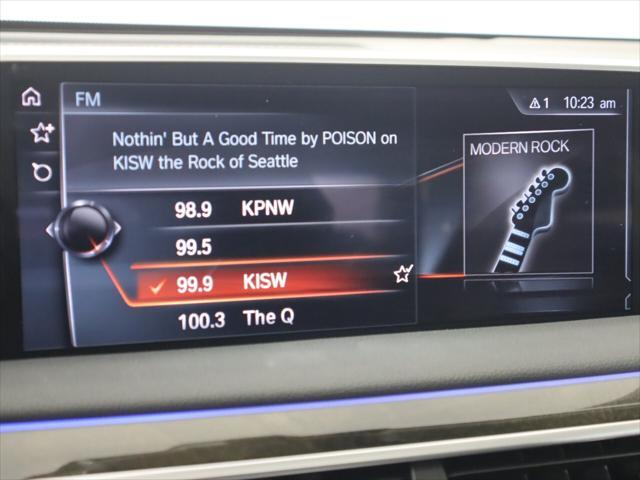 FM
1 10:23 am
Nothin' But A Good Time by POISON on
KISW the Rock of Seattle
MODERN ROCK
98.9 KPNW
99.5
99.9 KISW
100.3 The Q